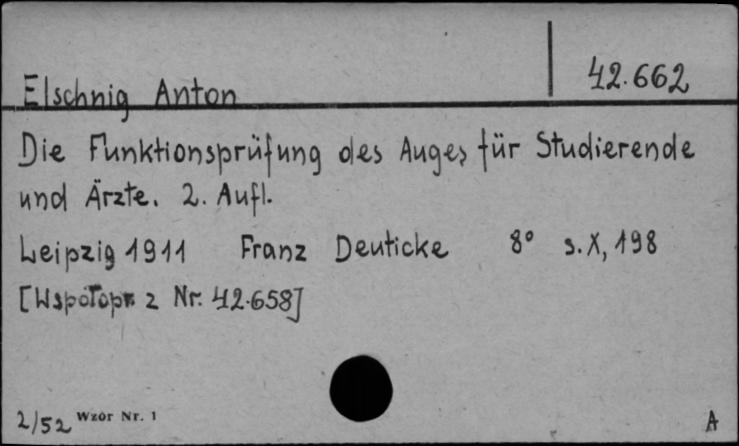 Elschnig Anton
42.662
Die Funktionsprüfung des Auges für Studierende
und Ärzte. 2. Aufl.
Leipzig 1911 Franz Deuticke 8° s. X, 198
[Współopr. z Nr. 42.658]
2/52 Wzór Nr. 1
A